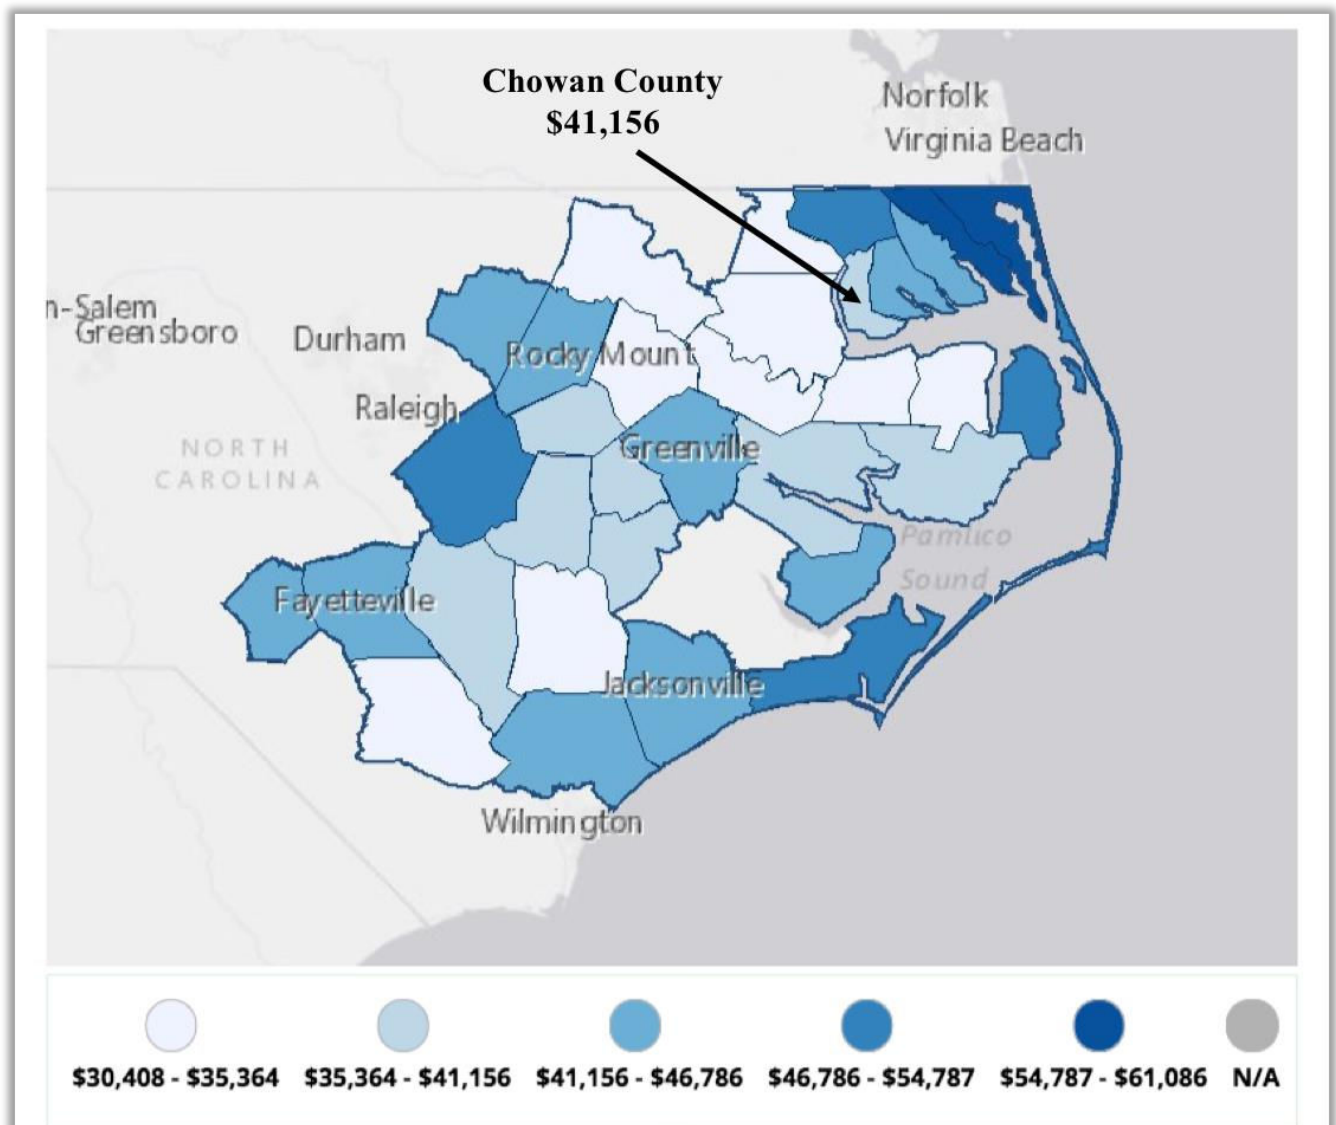 Chowan County
$41,156
Norfolk
Virginia Beach
n-Salem
Greensboro
Durham
Rocky Mount
Raleigh
NORTH
CAROLINA
Greenville
Pamlico
Sound
Fayetteville
Jacksonville
Wilmington
$30,408 - $35,364 $35,364 - $41,156 $41,156 - $46,786 $46,786 - $54,787 $54,787 - $61,086 N/A